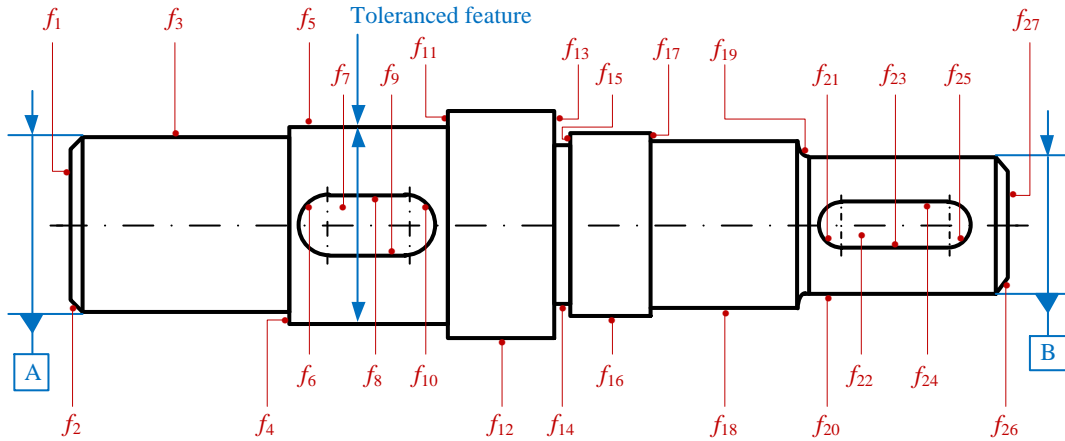 f1 f3 f5 Toleranced feature f27
f11 f13 f17 f19
f7 f9 f15 f21 f23 f25
A B
f6 f8 f10 f22 f24
f2 f4 f12 f14 f16 f18 f20 f26